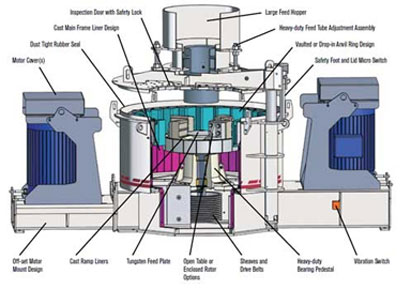 Inspection Door with Safety Lock
Cast Main Frame Liner Design
Dust Tight Rubber Seal
Motor Cover(s)
Large Feed Hopper
Heavy-duty Feed Tube Adjustment Assembly
Vaulted or Drop-in Anvil Ring Design
Safety Foot and Lid Micro Switch
Off-set Motor
Mount Design
Cast Ramp Liners
Tungsten Feed Plate
Open Table or
Enclosed Rotor
Options
Sheaves and
Drive Belts
Heavy-duty
Bearing Pedestal
Vibration Switch